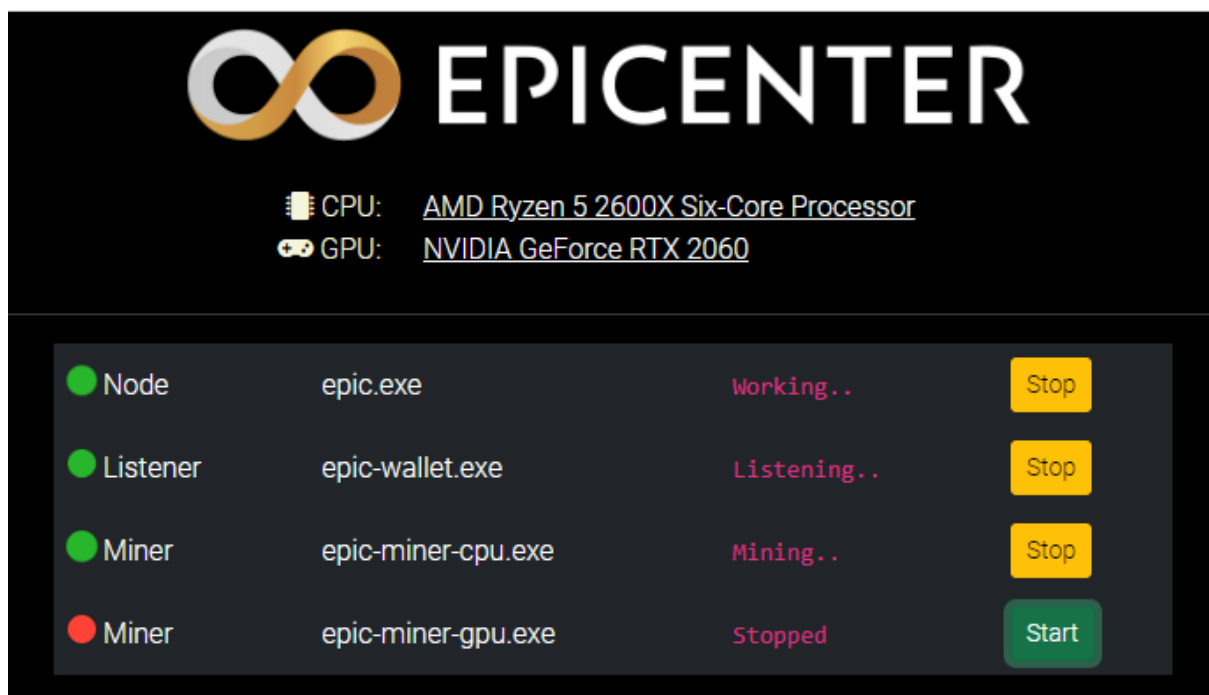 EPICENTER
CPU: AMD Ryzen 5 2600X Six-Core Processor
GPU: NVIDIA GeForce RTX 2060
Node epic.exe Working.. Stop
Listener epic-wallet.exe Listening.. Stop
Miner epic-miner-cpu.exe Mining.. Stop
Miner epic-miner-gpu.exe Stopped Start